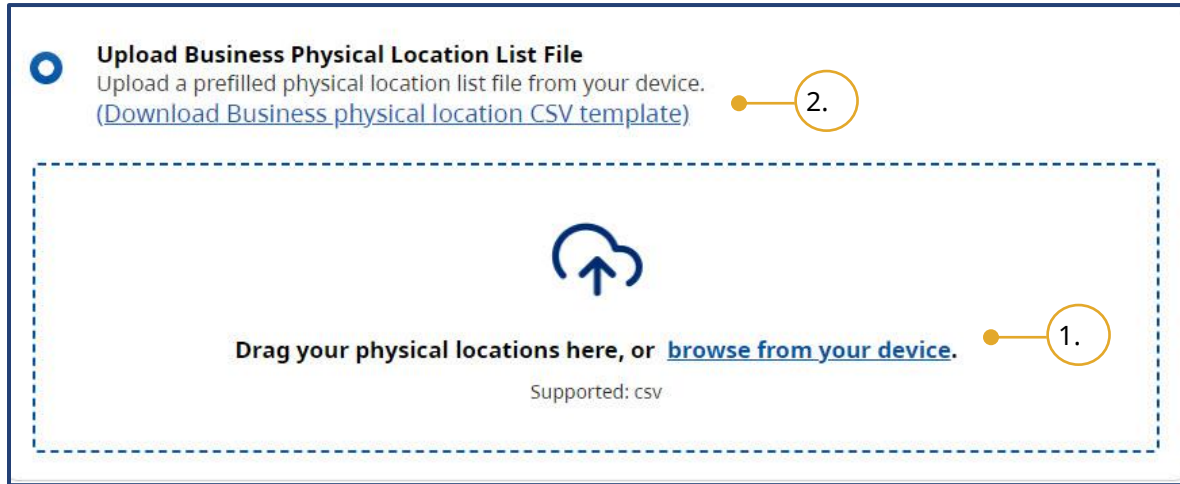 Upload Business Physical Location List File
Upload a prefilled physical location list file from your device.
(Download Business physical location CSV template)
2.
Drag your physical locations here, or browse from your device.
1.
Supported: csv